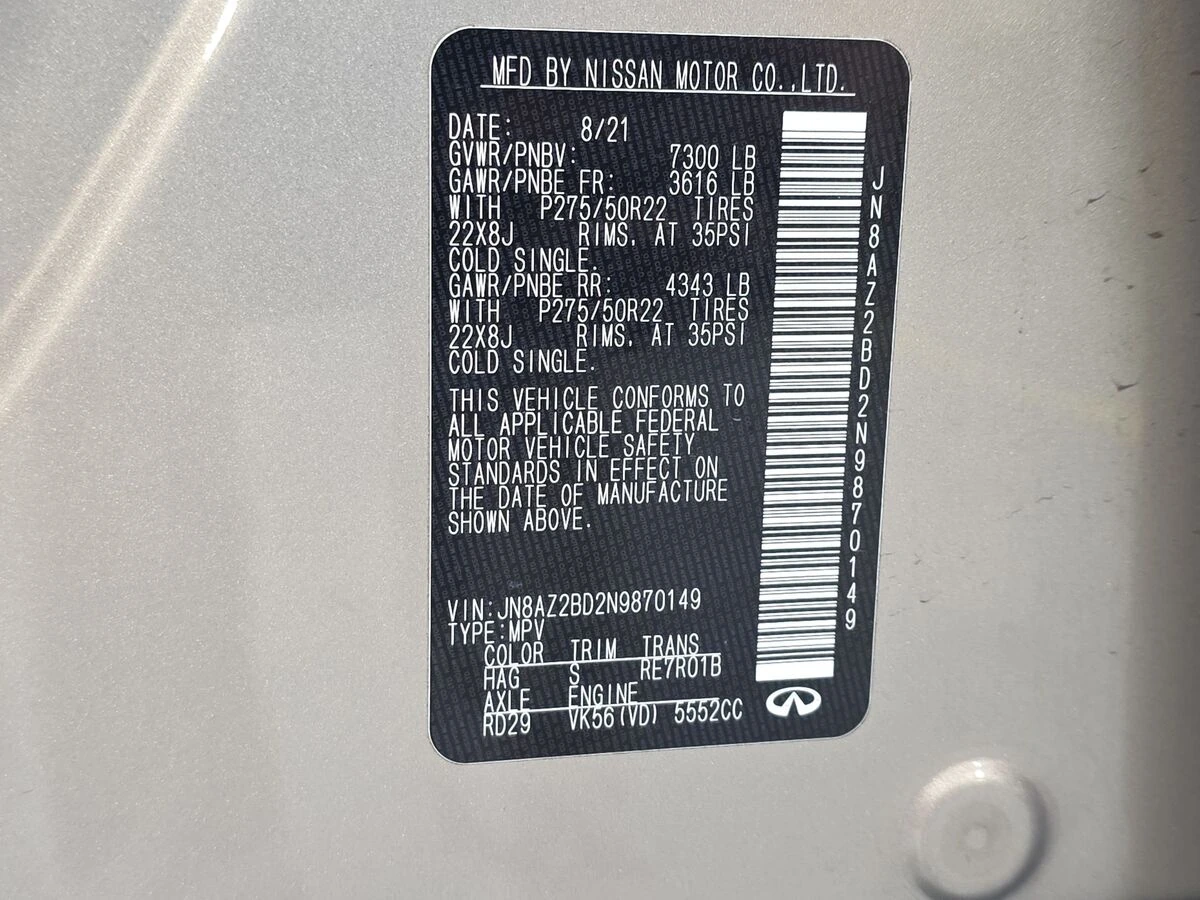 MFD BY NISSAN MOTOR CO.,LTD.
DATE: 8/21
GVWR/PNBV: 7300 LB
GAWR/PNBE FR: 3616 LB
WITH P275/50R22 TIRES
22X8J RIMS, AT 35PSI
COLD SINGLE.
GAWR/PNBE RR: 4343 LB
WITH P275/50R22 TIRES
22X8J RIMS, AT 35PSI
COLD SINGLE.
THIS VEHICLE CONFORMS TO
ALL APPLICABLE FEDERAL
MOTOR VEHICLE SAFETY
STANDARDS IN EFFECT ON
THE DATE OF MANUFACTURE
SHOWN ABOVE.
VIN:JN8AZ2BD2N9870149
TYPE:MPV
COLOR TRIM TRANS
HAG S RE7R01B
AXLE ENGINE
RD29 VK56(VD) 5552CC
JN8AZ2BD2N9870149